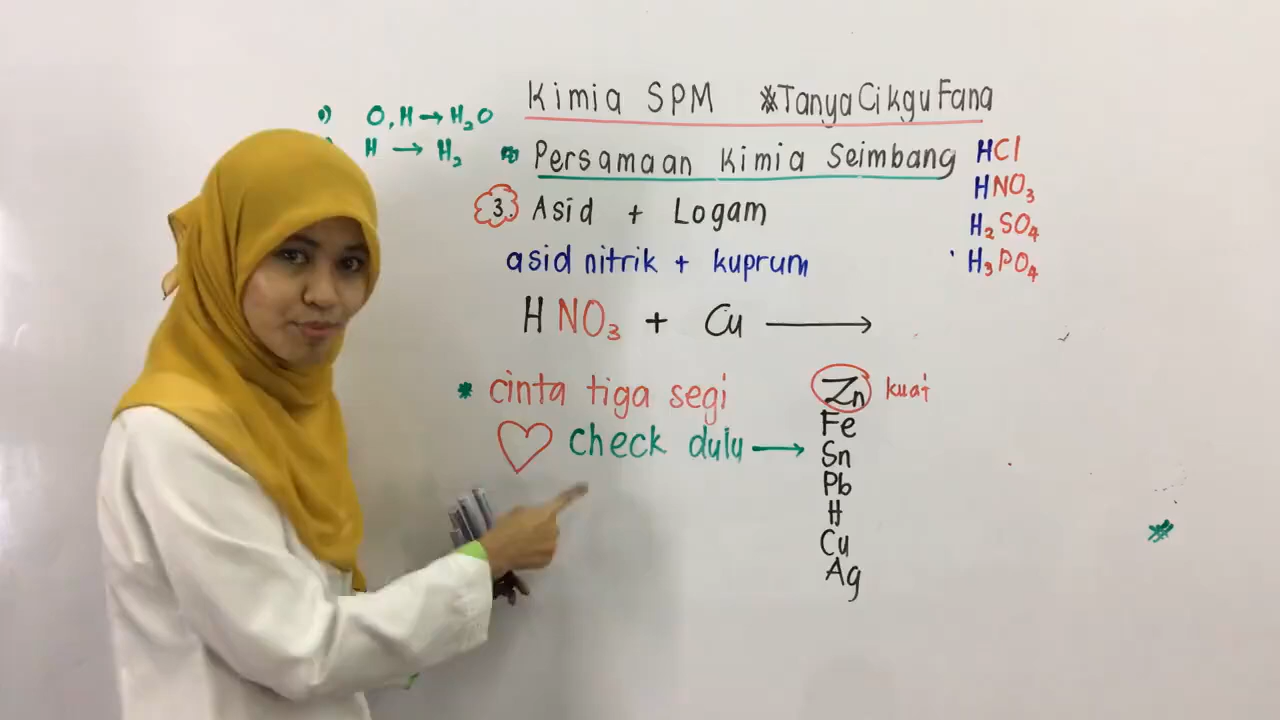 Kimia SPM *TanyaCikguFana
O, H → H₂O
H → H₂
Persamaan Kimia Seimbang
3. Asid + Logam
asid nitrik + kuprum
HNO₃ + Cu →
* cinta tiga segi
♡ check dulu →
HCl
HNO₃
H₂SO₄
H₃PO₄
Zn kuat
Fe
Sn
Pb
H
Cu
Ag